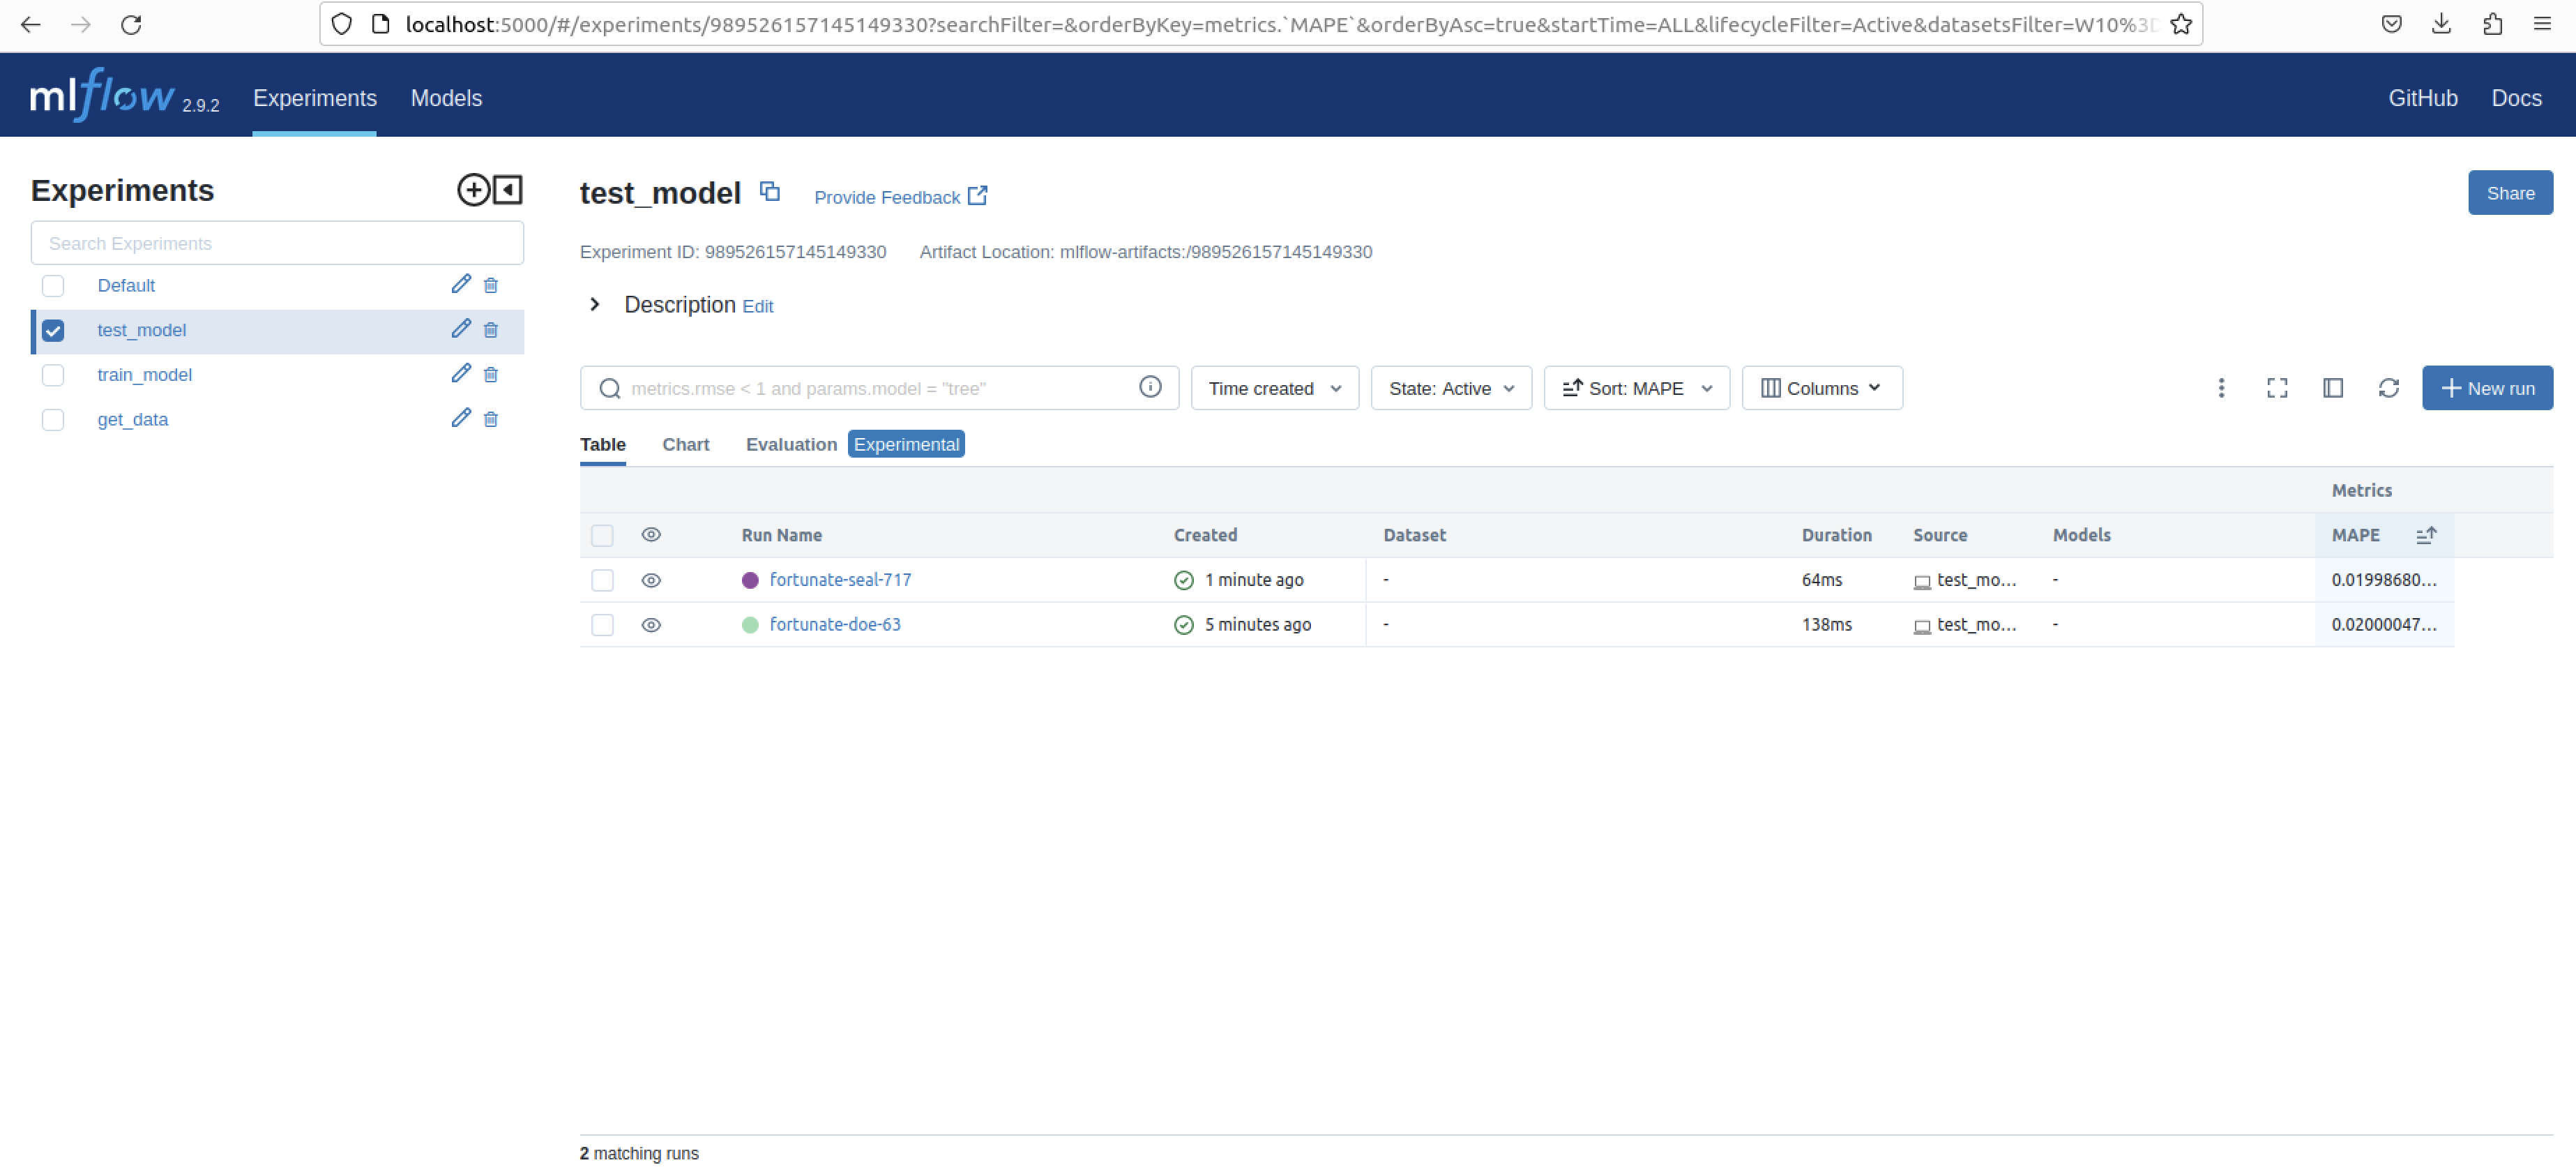 localhost:5000/#/experiments/989526157145149330?searchFilter=&orderByKey=metrics.`MAPE`&orderByAsc=true&startTime=ALL&lifecycleFilter=Active&datasetsFilter=W10%3D
mlflow 2.9.2 Experiments Models GitHub Docs
Experiments
Search Experiments
Default
test_model
train_model
get_data
test_model Provide Feedback Share
Experiment ID: 989526157145149330 Artifact Location: mlflow-artifacts:/989526157145149330
Description Edit
metrics.rmse < 1 and params.model = "tree" Time created State: Active Sort: MAPE Columns New run
Table Chart Evaluation Experimental
Metrics
Run Name Created Dataset Duration Source Models MAPE
fortunate-seal-717 1 minute ago - 64ms test_mo... - 0.01998680...
fortunate-doe-63 5 minutes ago - 138ms test_mo... - 0.02000047...
2 matching runs